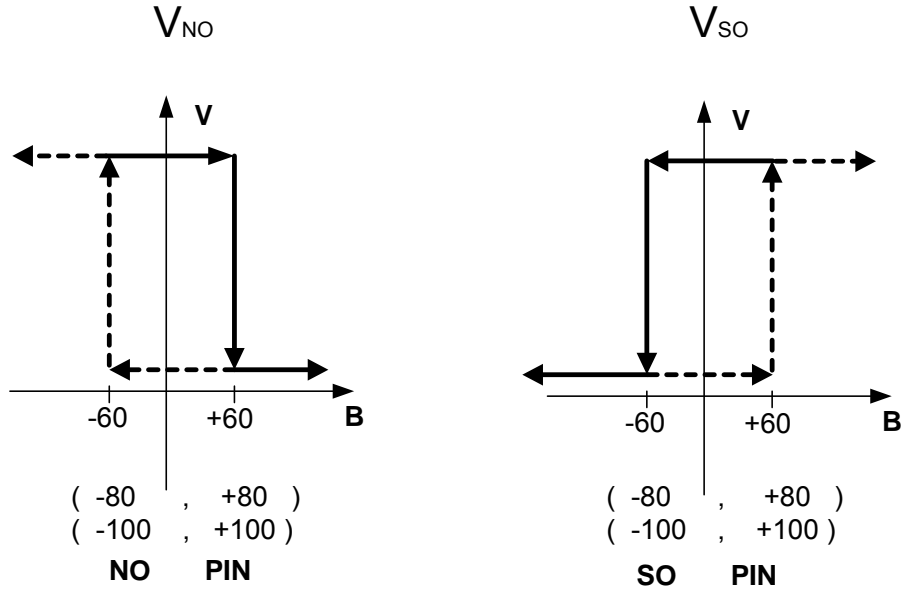 VNO
VSO
V
V
-60 +60 B
-60 +60 B
( -80 , +80 )
( -100 , +100 )
NO PIN
( -80 , +80 )
( -100 , +100 )
SO PIN